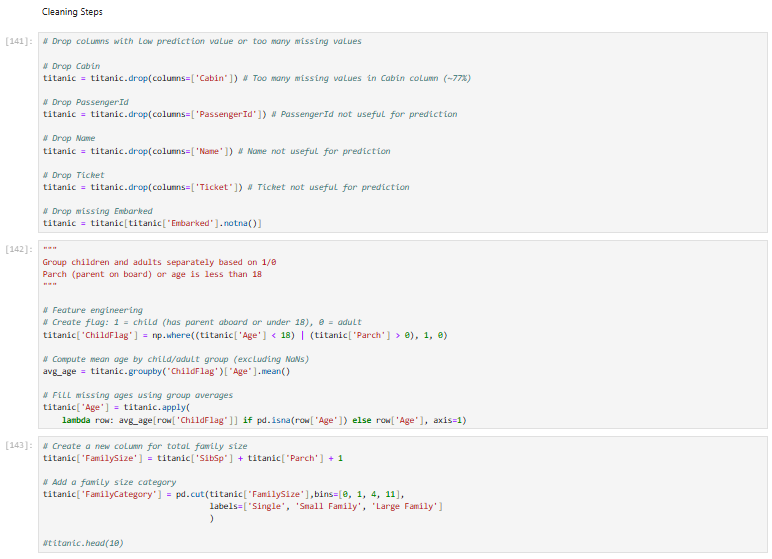 Cleaning Steps
[141]: # Drop columns with low prediction value or too many missing values
# Drop Cabin
titanic = titanic.drop(columns=['Cabin']) # Too many missing values in Cabin column (~77%)
# Drop PassengerId
titanic = titanic.drop(columns=['PassengerId']) # PassengerId not useful for prediction
# Drop Name
titanic = titanic.drop(columns=['Name']) # Name not useful for prediction
# Drop Ticket
titanic = titanic.drop(columns=['Ticket']) # Ticket not useful for prediction
# Drop missing Embarked
titanic = titanic[titanic['Embarked'].notna()]
[142]: """
Group children and adults separately based on 1/0
Parch (parent on board) or age is less than 18
"""
# Feature engineering
# Create flag: 1 = child (has parent aboard or under 18), 0 = adult
titanic['ChildFlag'] = np.where((titanic['Age'] < 18) | (titanic['Parch'] > 0), 1, 0)
# Compute mean age by child/adult group (excluding NaNs)
avg_age = titanic.groupby('ChildFlag')['Age'].mean()
# Fill missing ages using group averages
titanic['Age'] = titanic.apply(
lambda row: avg_age[row['ChildFlag']] if pd.isna(row['Age']) else row['Age'], axis=1)
[143]: # Create a new column for total family size
titanic['FamilySize'] = titanic['SibSp'] + titanic['Parch'] + 1
# Add a family size category
titanic['FamilyCategory'] = pd.cut(titanic['FamilySize'],bins=[0, 1, 4, 11],
labels=['Single', 'Small Family', 'Large Family']
)
#titanic.head(10)